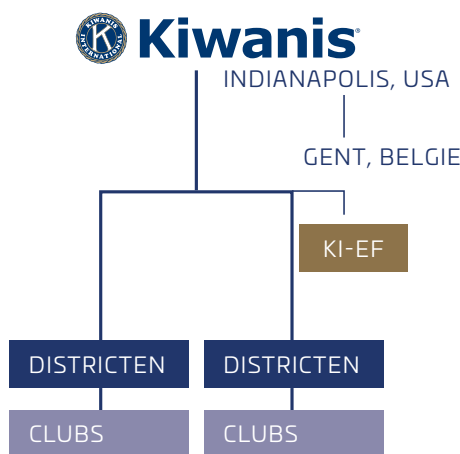 KIWANIS
INTERNATIONAL
K
Kiwanis
INDIANAPOLIS, USA
GENT, BELGIE
KI-EF
DISTRICTEN
DISTRICTEN
CLUBS
CLUBS